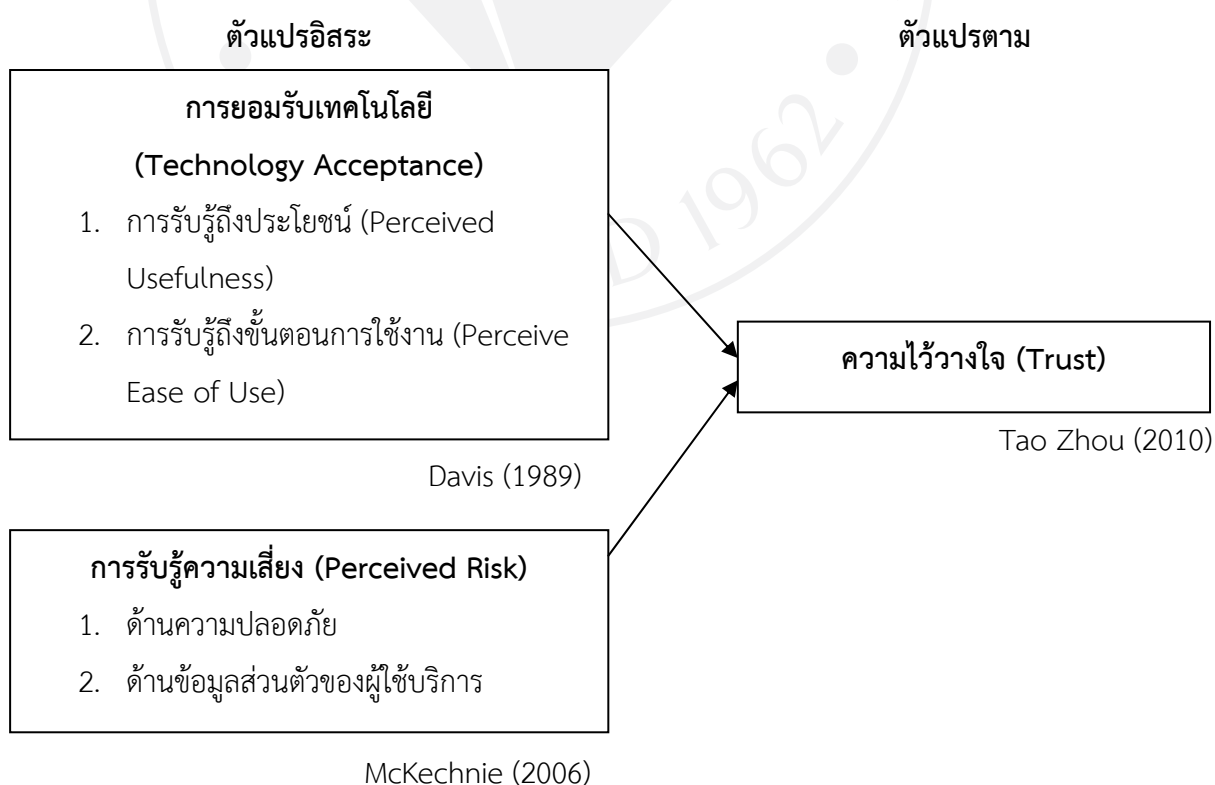 ตัวแปรอิสระ
ตัวแปรตาม
การยอมรับเทคโนโลยี
(Technology Acceptance)
1. การรับรู้ถึงประโยชน์ (Perceived
Usefulness)
2. การรับรู้ถึงขั้นตอนการใช้งาน (Perceive
Ease of Use)
Davis (1989)
การรับรู้ความเสี่ยง (Perceived Risk)
1. ด้านความปลอดภัย
2. ด้านข้อมูลส่วนตัวของผู้ใช้บริการ
McKechnie (2006)
ความไว้วางใจ (Trust)
Tao Zhou (2010)
D 1962